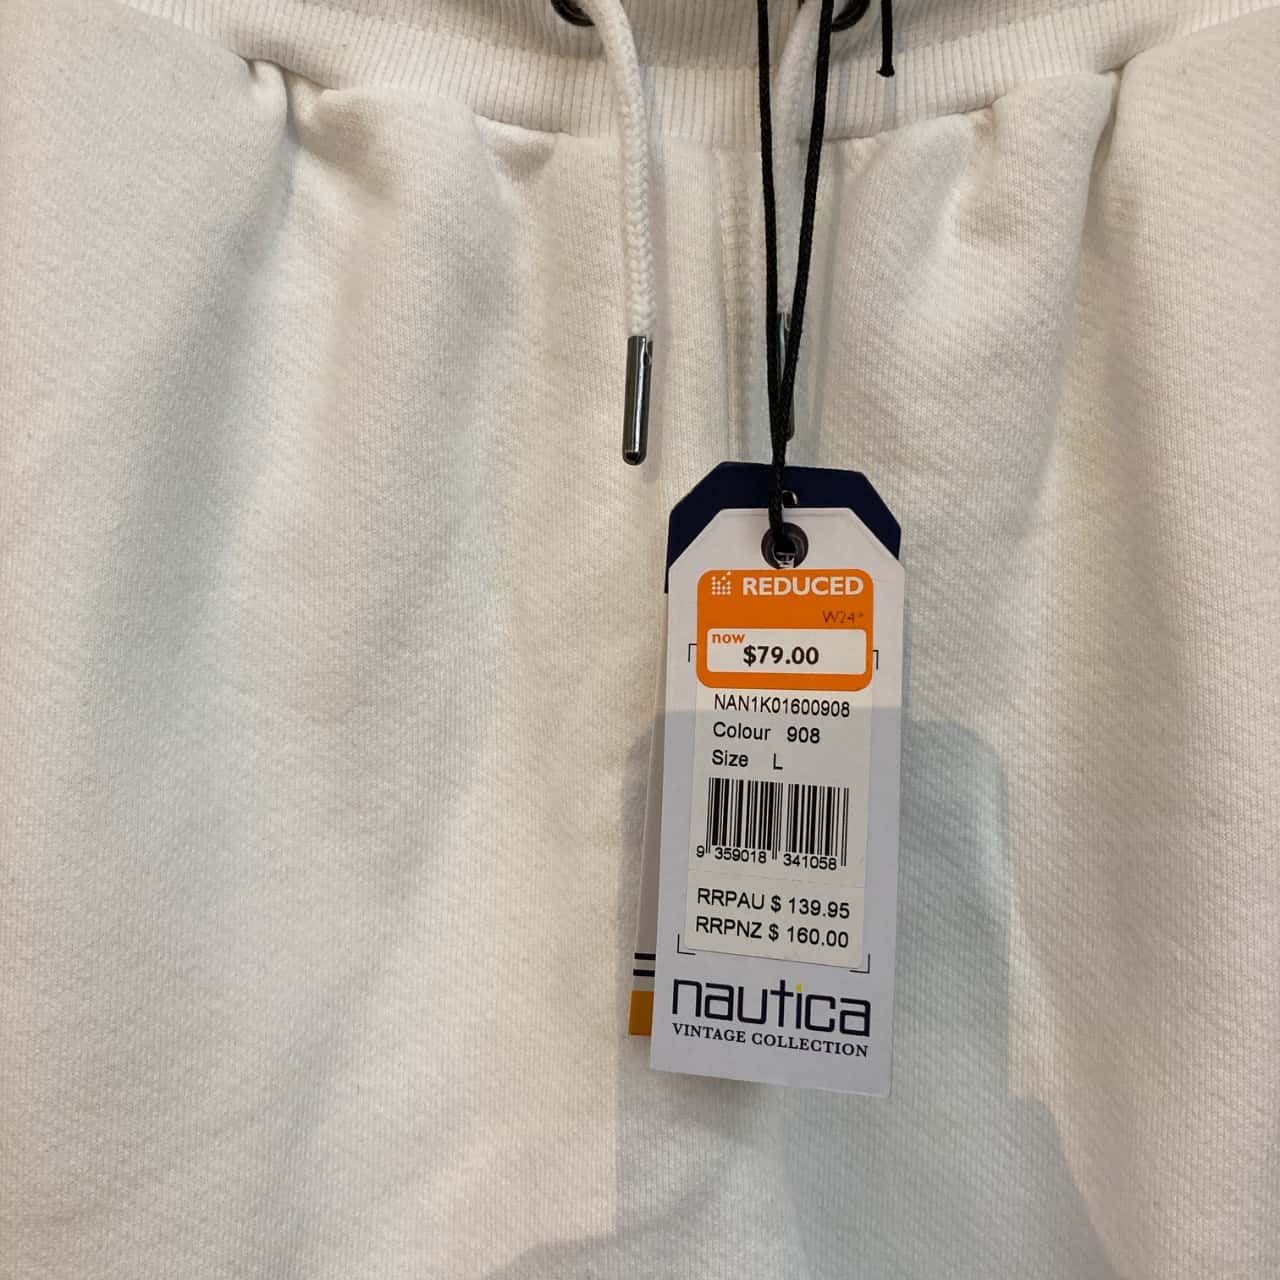 REDUCED
W24*
now
$79.00
NAN1K01600908
Colour 908
Size L
9 359018 341058
RRPAU $ 139.95
RRPNZ $ 160.00
nautica
VINTAGE COLLECTION